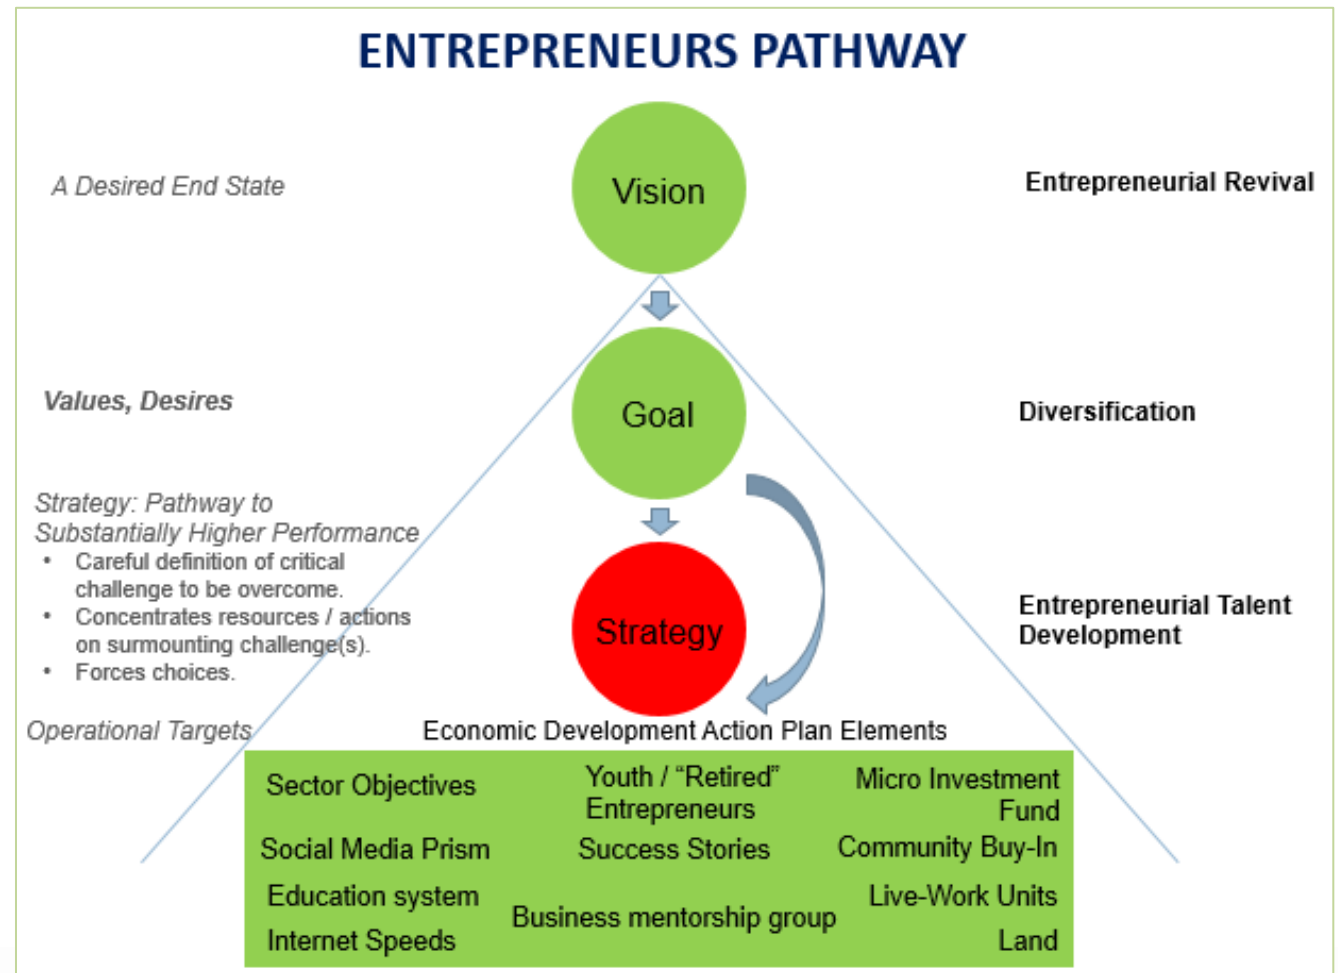 ENTREPRENEURS PATHWAY
A Desired End State
Vision
Entrepreneurial Revival
Values, Desires
Goal
Diversification
Strategy: Pathway to
Substantially Higher Performance
• Careful definition of critical
challenge to be overcome.
• Concentrates resources / actions
on surmounting challenge(s).
• Forces choices.
Strategy
Entrepreneurial Talent
Development
Operational Targets
Economic Development Action Plan Elements
Sector Objectives
Youth / “Retired”
Entrepreneurs
Micro Investment
Fund
Social Media Prism
Success Stories
Community Buy-In
Education system
Business mentorship group
Live-Work Units
Internet Speeds
Land